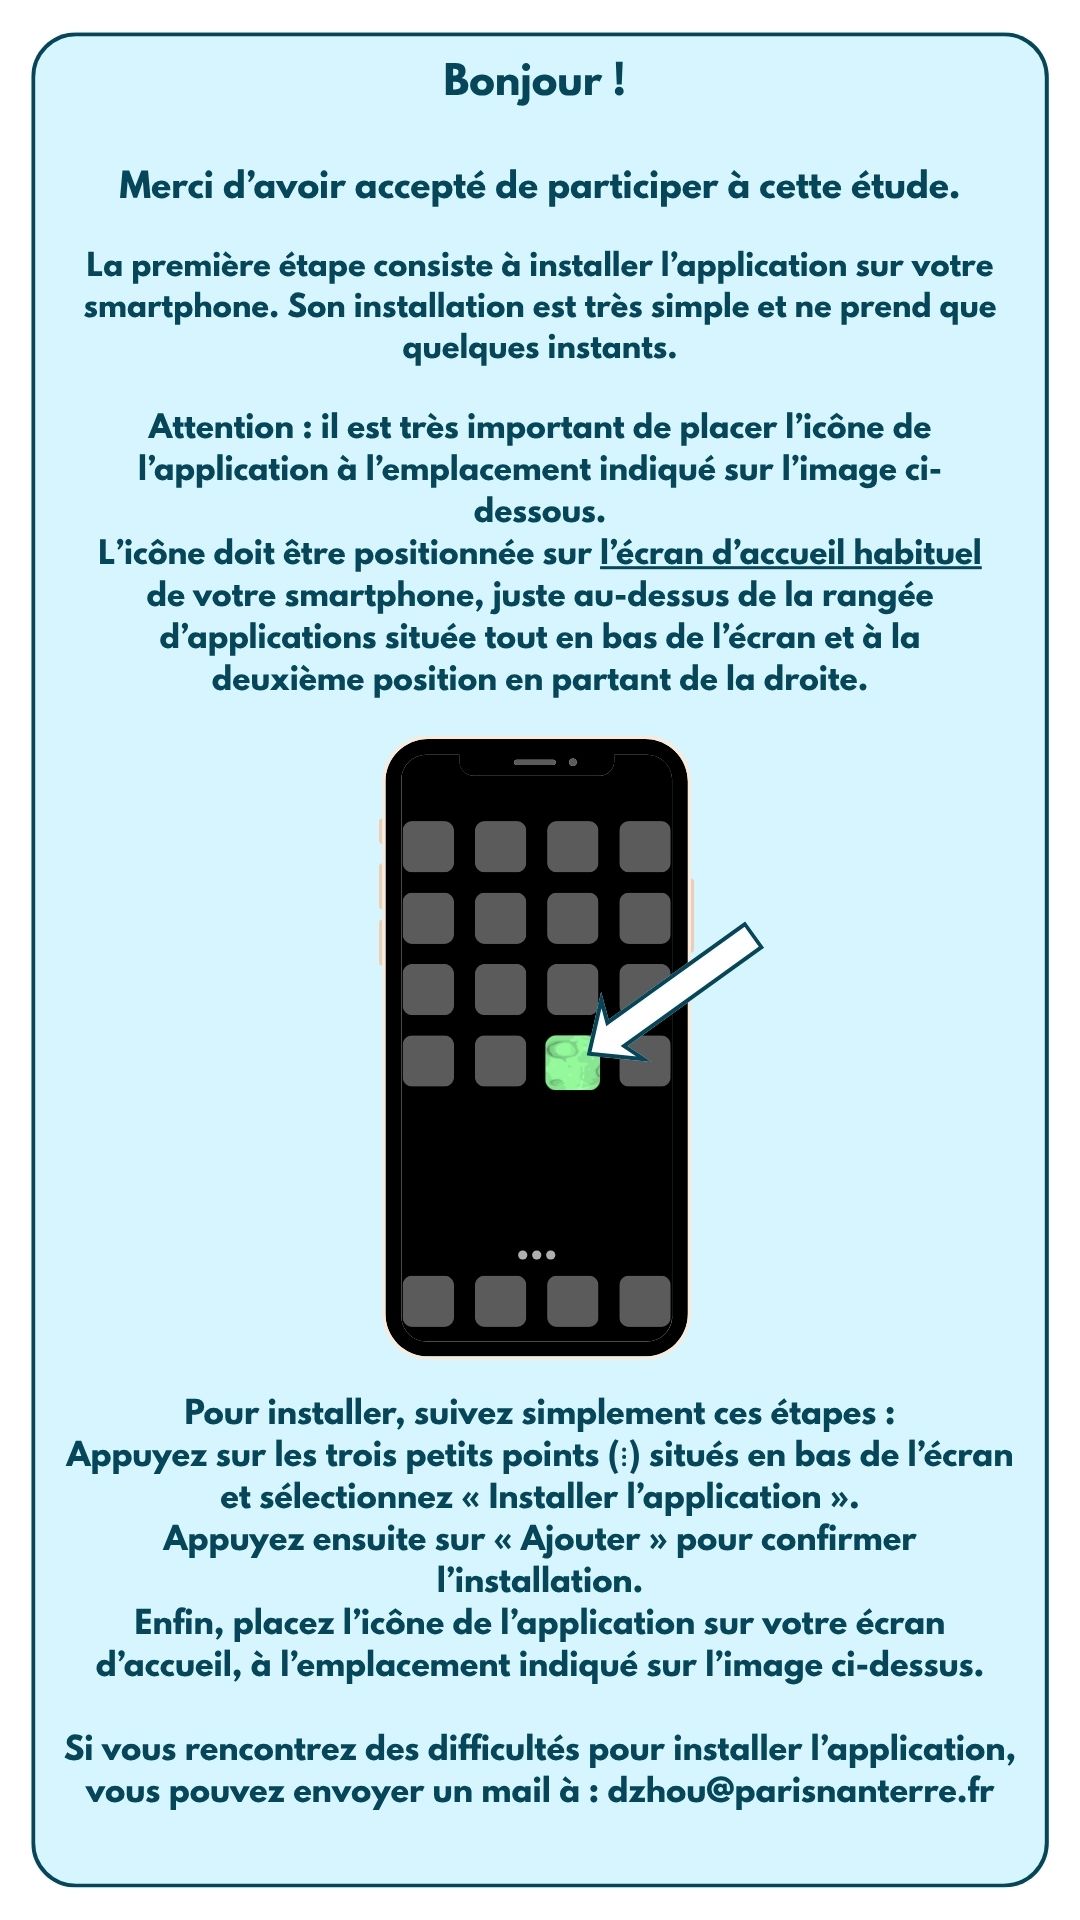 Bonjour !
Merci d’avoir accepté de participer à cette étude.
La première étape consiste à installer l’application sur votre
smartphone. Son installation est très simple et ne prend que
quelques instants.
Attention : il est très important de placer l’icône de
l’application à l’emplacement indiqué sur l’image ci-
dessous.
L’icône doit être positionnée sur l’écran d’accueil habituel
de votre smartphone, juste au-dessus de la rangée
d’applications située tout en bas de l’écran et à la
deuxième position en partant de la droite.
Pour installer, suivez simplement ces étapes :
Appuyez sur les trois petits points (⋮) situés en bas de l’écran
et sélectionnez « Installer l’application ».
Appuyez ensuite sur « Ajouter » pour confirmer
l’installation.
Enfin, placez l’icône de l’application sur votre écran
d’accueil, à l’emplacement indiqué sur l’image ci-dessus.
Si vous rencontrez des difficultés pour installer l’application,
vous pouvez envoyer un mail à : dzhou@parisnanterre.fr